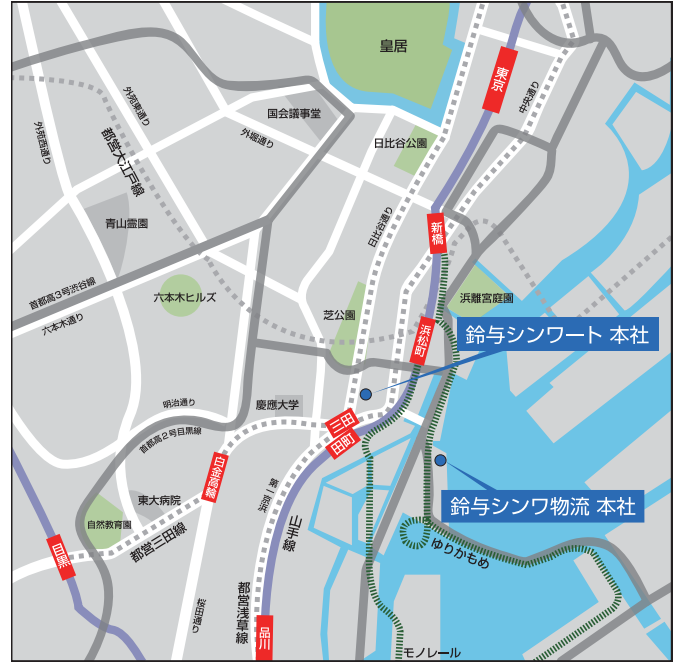 皇居
東京
中央通り
外苑東通り
国会議事堂
外苑西通り
都営大江戸線
外堀通り
日比谷公園
青山霊園
日比谷通り
新橋
首都高3号渋谷線
六本木ヒルズ
浜離宮庭園
六本木通り
芝公園
浜松町
鈴与シンワート 本社
明治通り
慶應大学
三田
田町
首都高2号目黒線
白金高輪
第一京浜
東大病院
鈴与シンワ物流 本社
自然教育園
都営三田線
山手線
目黒
ゆりかもめ
桜田通り
都営浅草線
品川
モノレール